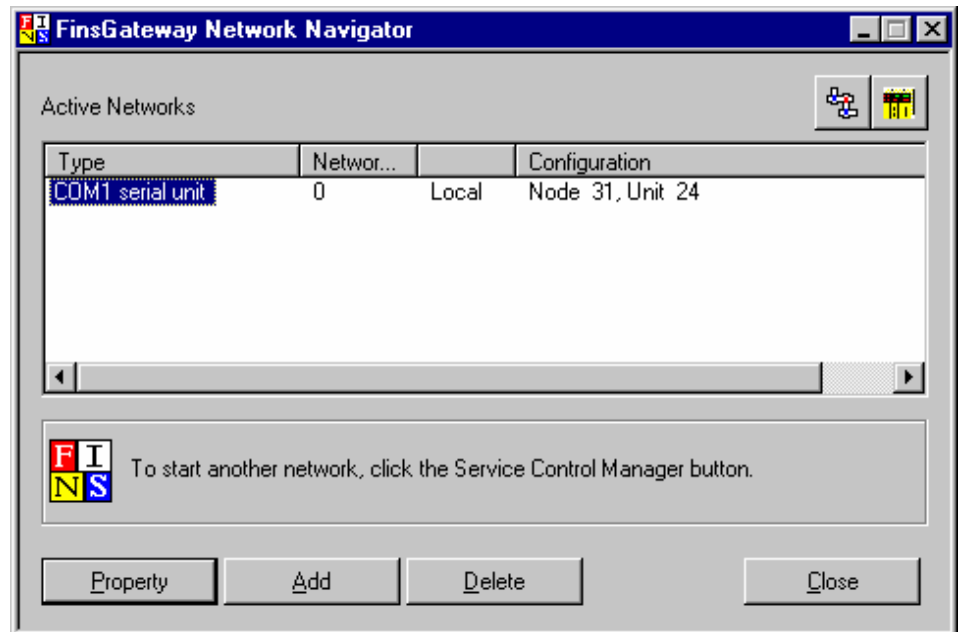 FinsGateway Network Navigator
Active Networks
Type Networ... Configuration
COM1 serial unit 0 Local Node 31, Unit 24
F I
N S
To start another network, click the Service Control Manager button.
Property Add Delete Close